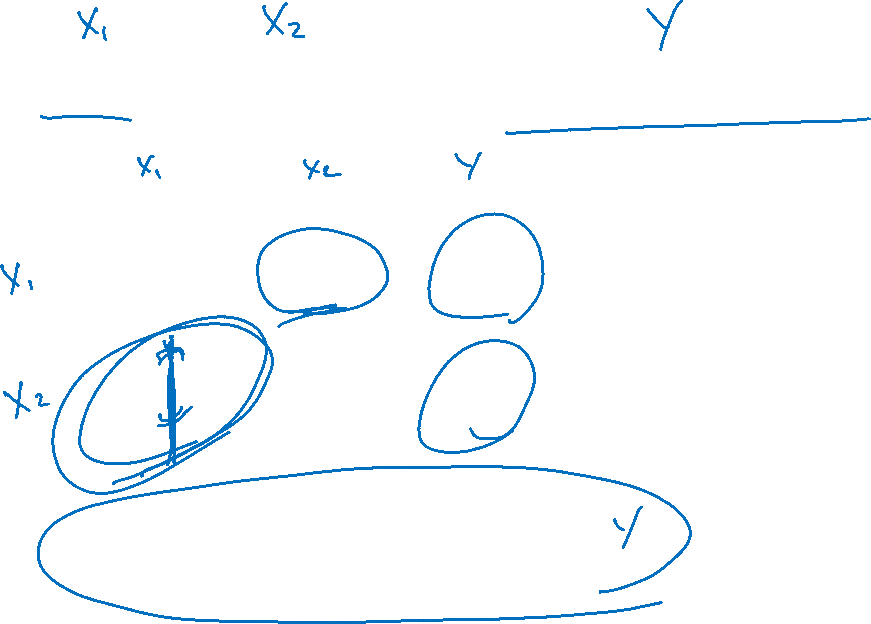 X₁ X₂ Y
X₁ X₂ Y
X₁
X₂
Y